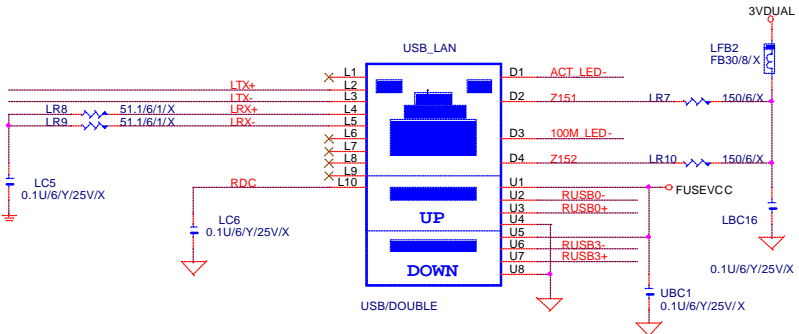 3VDUAL
USB_LAN
LFB2
FB30/8/X
L1 D1 ACT_LED-
LTX+ L2
LTX- L3 D2 Z151 LR7 150/6/X
LR8 51.1/6/1/X LRX+ L4
LR9 51.1/6/1/X LRX- L5
L6 D3 100M_LED-
L7
L8 D4 Z152 LR10 150/6/X
L9
RDC L10 U1 FUSEVCC
LC5
0.1U/6/Y/25V/X
U2 RUSB0-
U3 RUSB0+
LC6
0.1U/6/Y/25V/X
UP
U4
U5
LBC16
U6 RUSB3-
U7 RUSB3+
DOWN
U8
0.1U/6/Y/25V/X
UBC1
0.1U/6/Y/25V/X
USB/DOUBLE